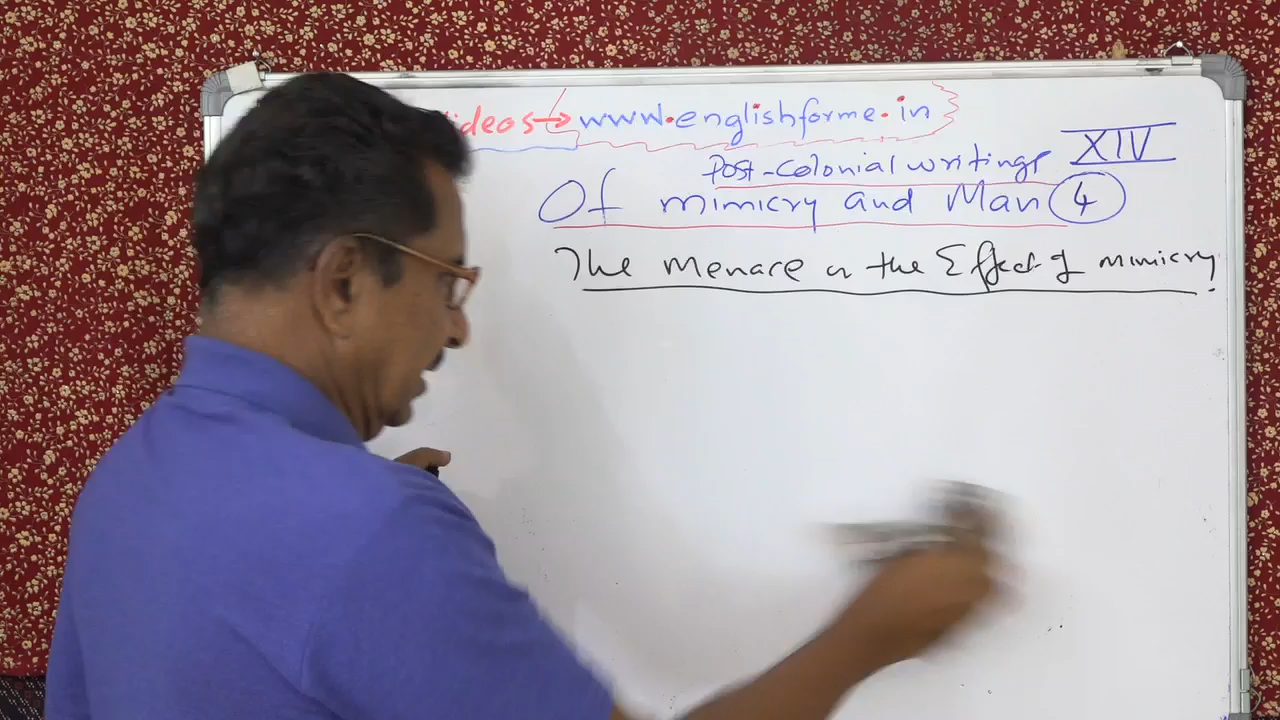 ideos→ www.englishforme.in
Post-Colonial writings XIV
Of mimicry and Man 4
The Menace or the Effect of mimicry.